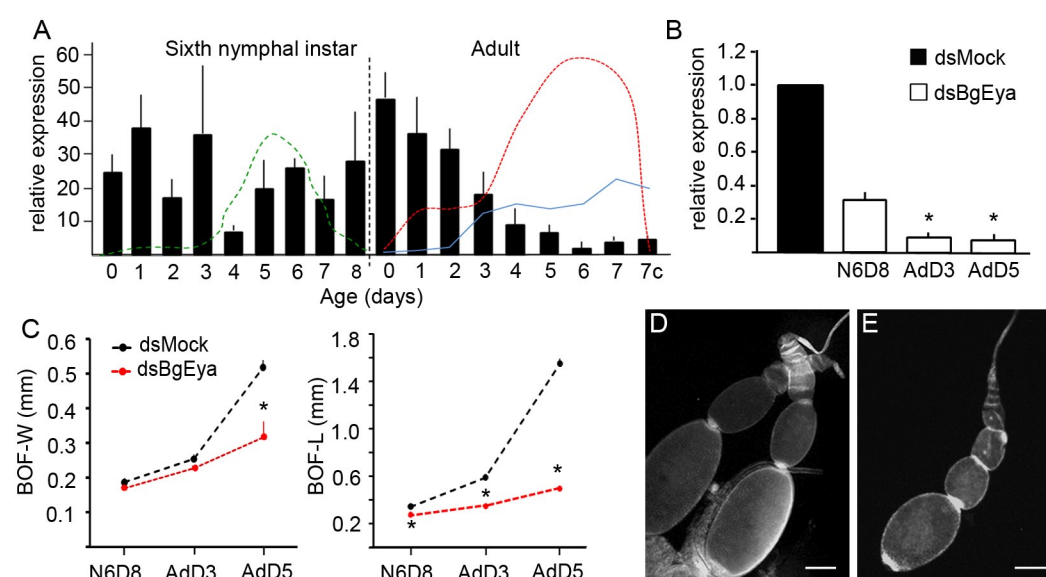 A
Sixth nymphal instar
Adult
relative expression
60
50
40
30
20
10
0 1 2 3 4 5 6 7 8 0 1 2 3 4 5 6 7 7c
Age (days)
B
relative expression
1.2
1.0
0.8
0.6
0.4
0.2
dsMock
dsBgEya
* *
N6D8 AdD3 AdD5
C
BOF-W (mm)
0.6
0.5
0.4
0.3
0.2
0.1
dsMock
dsBgEya
*
N6D8 AdD3 AdD5
BOF-L (mm)
1.8
1.4
1.0
0.6
0.2
* * *
N6D8 AdD3 AdD5
D
E